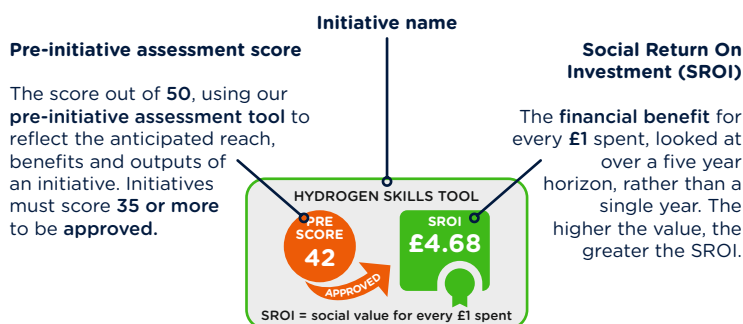 Initiative name
Pre-initiative assessment score
The score out of 50, using our
pre-initiative assessment tool to
reflect the anticipated reach,
benefits and outputs of
an initiative. Initiatives
must score 35 or more
to be approved.
Social Return On
Investment (SROI)
The financial benefit for
every £1 spent, looked at
over a five year
horizon, rather than a
single year. The
higher the value, the
greater the SROI.
HYDROGEN SKILLS TOOL
PRE
SCORE
42
APPROVED
SROI
£4.68
SROI = social value for every £1 spent